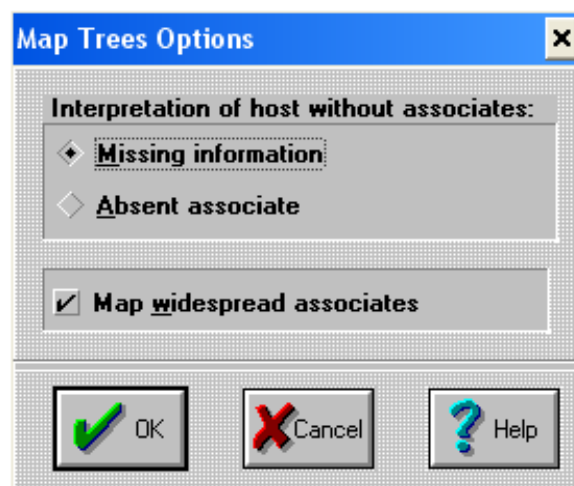 Map Trees Options
Interpretation of host without associates:
Missing information
Absent associate
Map widespread associates
OK
Cancel
Help